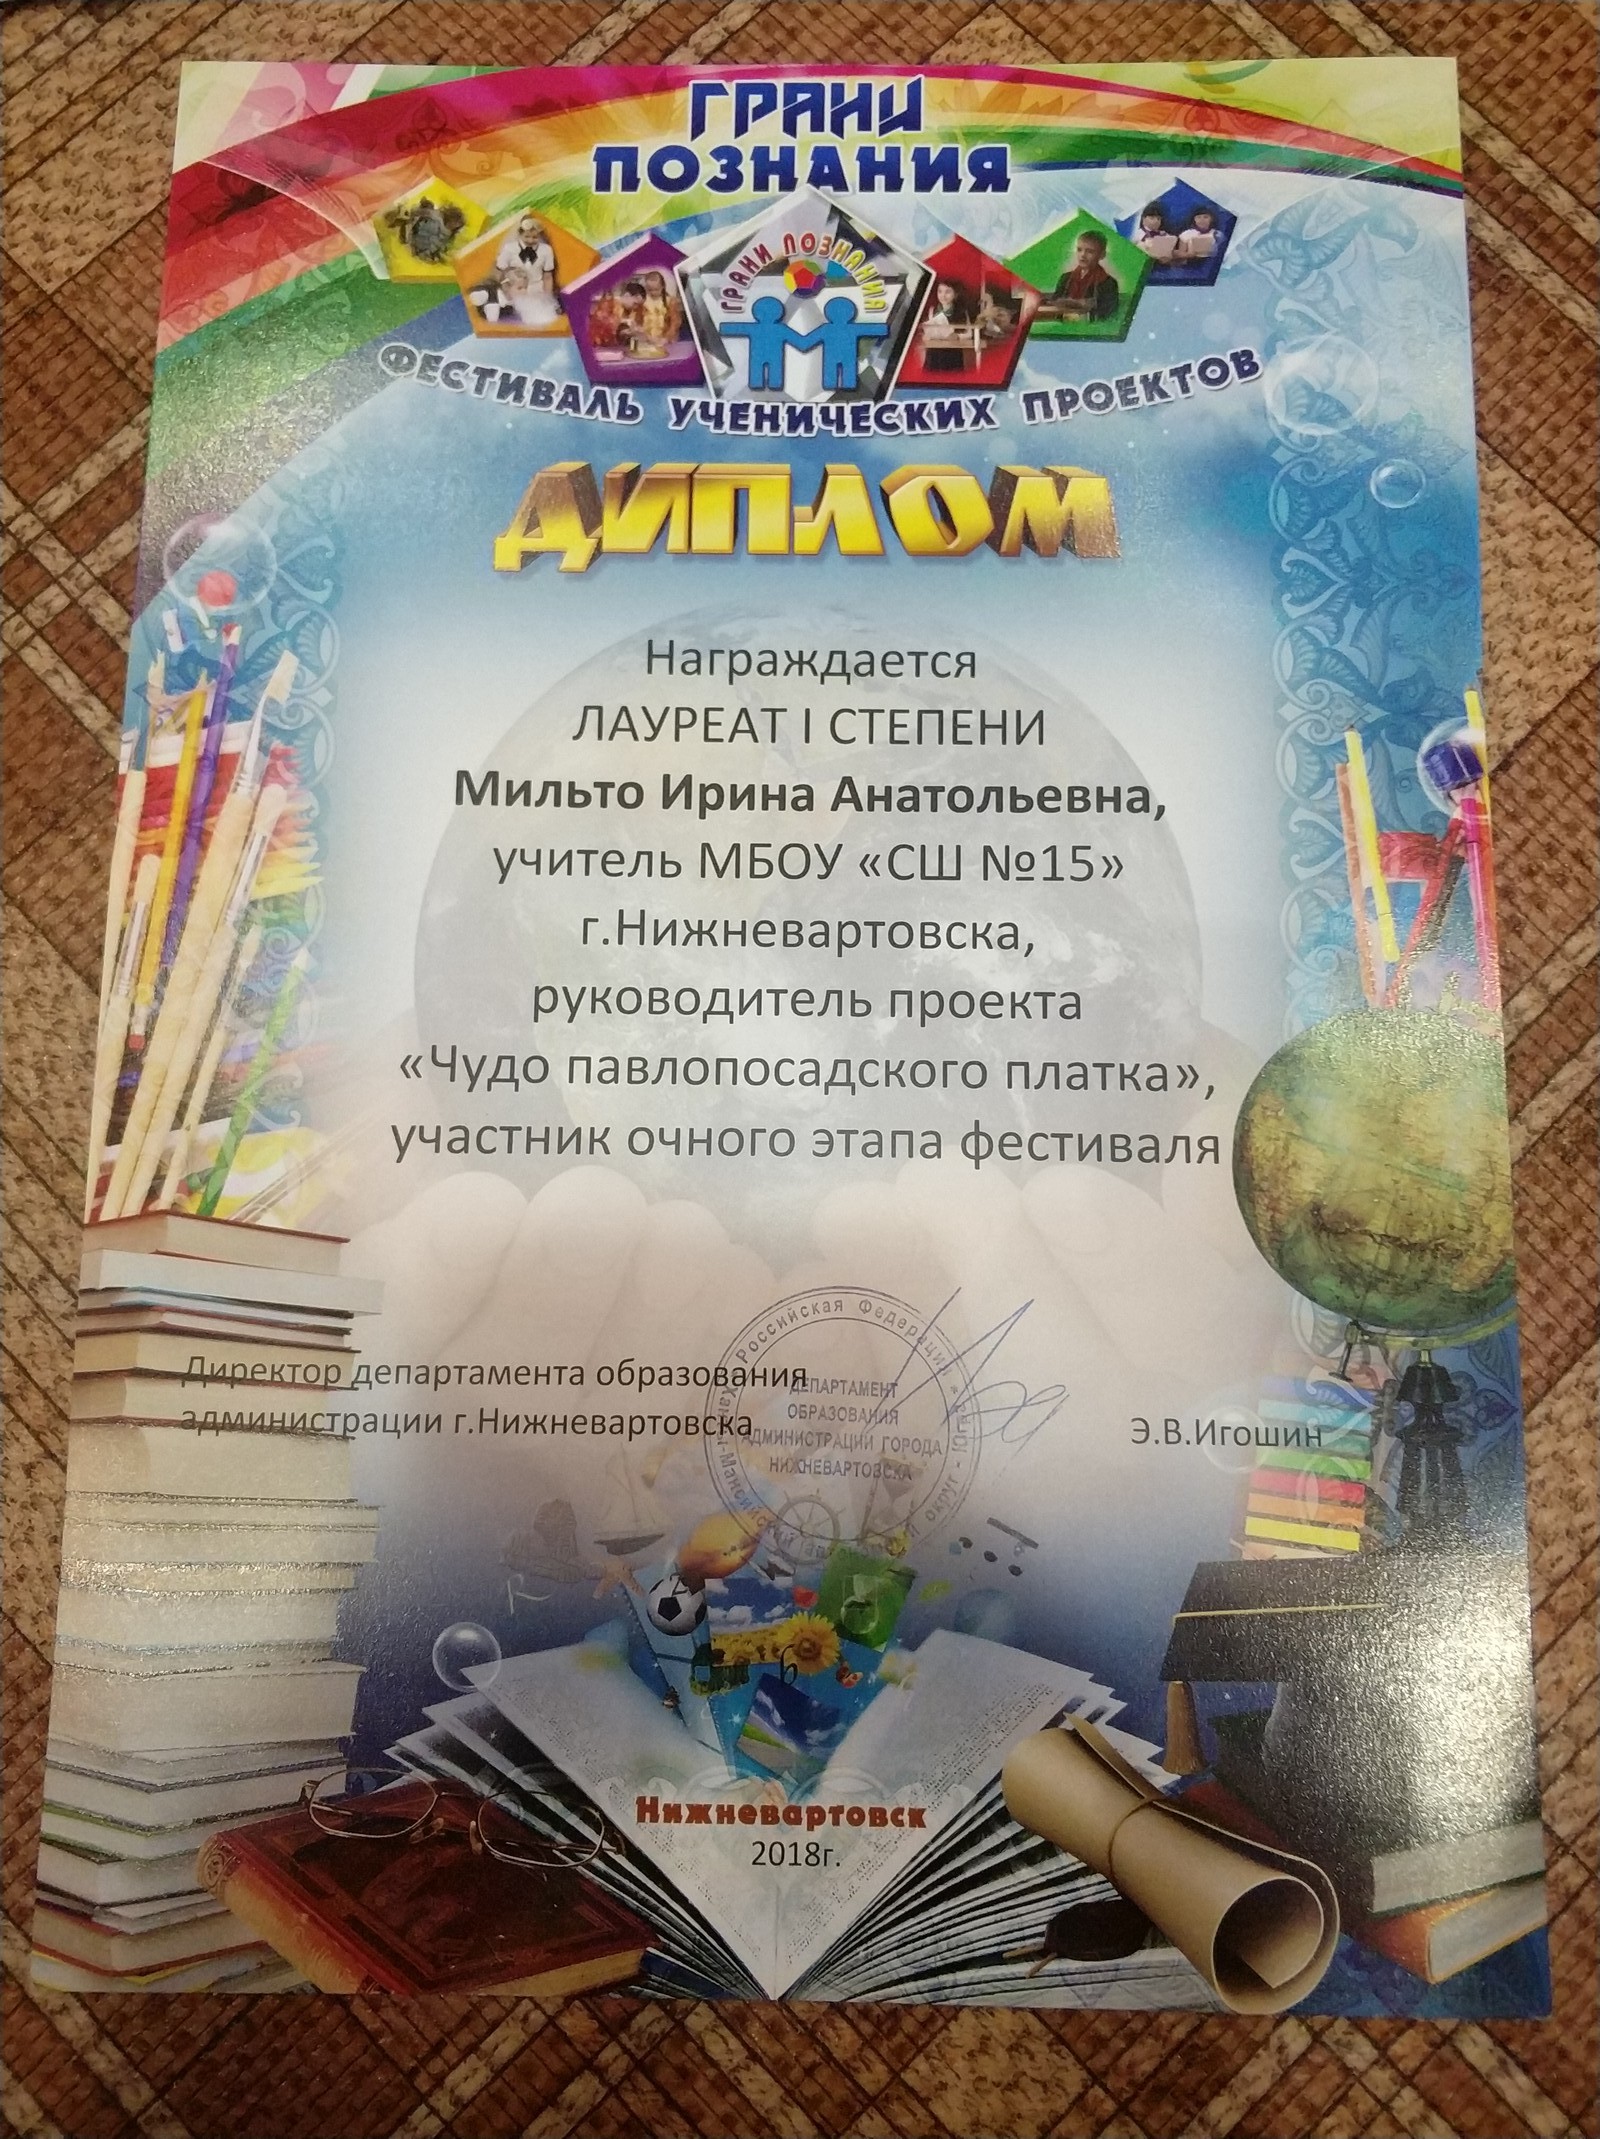 ГРАНИ
ПОЗНАНИЯ
ГРАНИ ПОЗНАНИЯ
ФЕСТИВАЛЬ УЧЕНИЧЕСКИХ ПРОЕКТОВ
ДИПЛОМ
Награждается
ЛАУРЕАТ I СТЕПЕНИ
Мильто Ирина Анатольевна,
учитель МБОУ «СШ №15»
г.Нижневартовска,
руководитель проекта
«Чудо павлопосадского платка»,
участник очного этапа фестиваля
Директор департамента образования
администрации г.Нижневартовска
Э.В.Игошин
Российская Федерация
ДЕПАРТАМЕНТ
ОБРАЗОВАНИЯ
АДМИНИСТРАЦИИ ГОРОДА
НИЖНЕВАРТОВСКА
Нижневартовск
2018г.